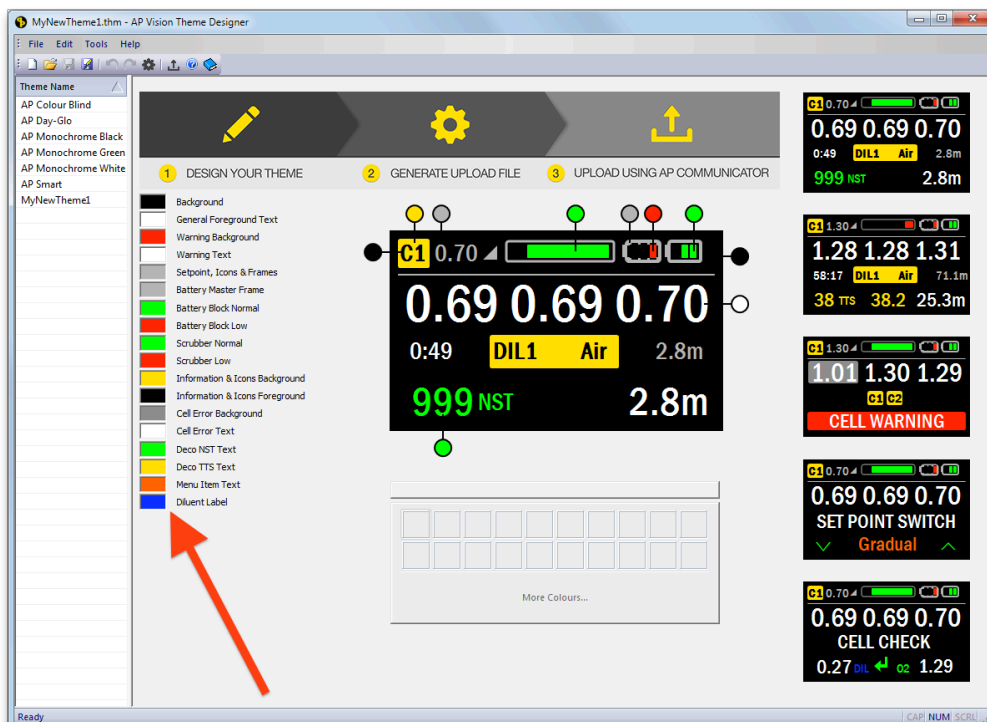 MyNewTheme1.thm - AP Vision Theme Designer
File Edit Tools Help
Theme Name
AP Colour Blind
AP Day-Glo
AP Monochrome Black
AP Monochrome Green
AP Monochrome White
AP Smart
MyNewTheme1
1 DESIGN YOUR THEME
2 GENERATE UPLOAD FILE
3 UPLOAD USING AP COMMUNICATOR
Background
General Foreground Text
Warning Background
Warning Text
Setpoint, Icons & Frames
Battery Master Frame
Battery Block Normal
Battery Block Low
Scrubber Normal
Scrubber Low
Information & Icons Background
Information & Icons Foreground
Cell Error Background
Cell Error Text
Deco NST Text
Deco TTS Text
Menu Item Text
Diluent Label
C1 0.70
0.69 0.69 0.70
0:49 DIL1 Air 2.8m
999 NST 2.8m
More Colours...
C1 0.70
0.69 0.69 0.70
0:49 DIL1 Air 2.8m
999 NST 2.8m
C1 1.30
1.28 1.28 1.31
58:17 DIL1 Air 71.1m
38 TTS 38.2 25.3m
C1 1.30
1.01 1.30 1.29
C1 C2
CELL WARNING
C1 0.70
0.69 0.69 0.70
SET POINT SWITCH
Gradual
C1 0.70
0.69 0.69 0.70
CELL CHECK
0.27 DIL O2 1.29
Ready
CAP NUM SCRL